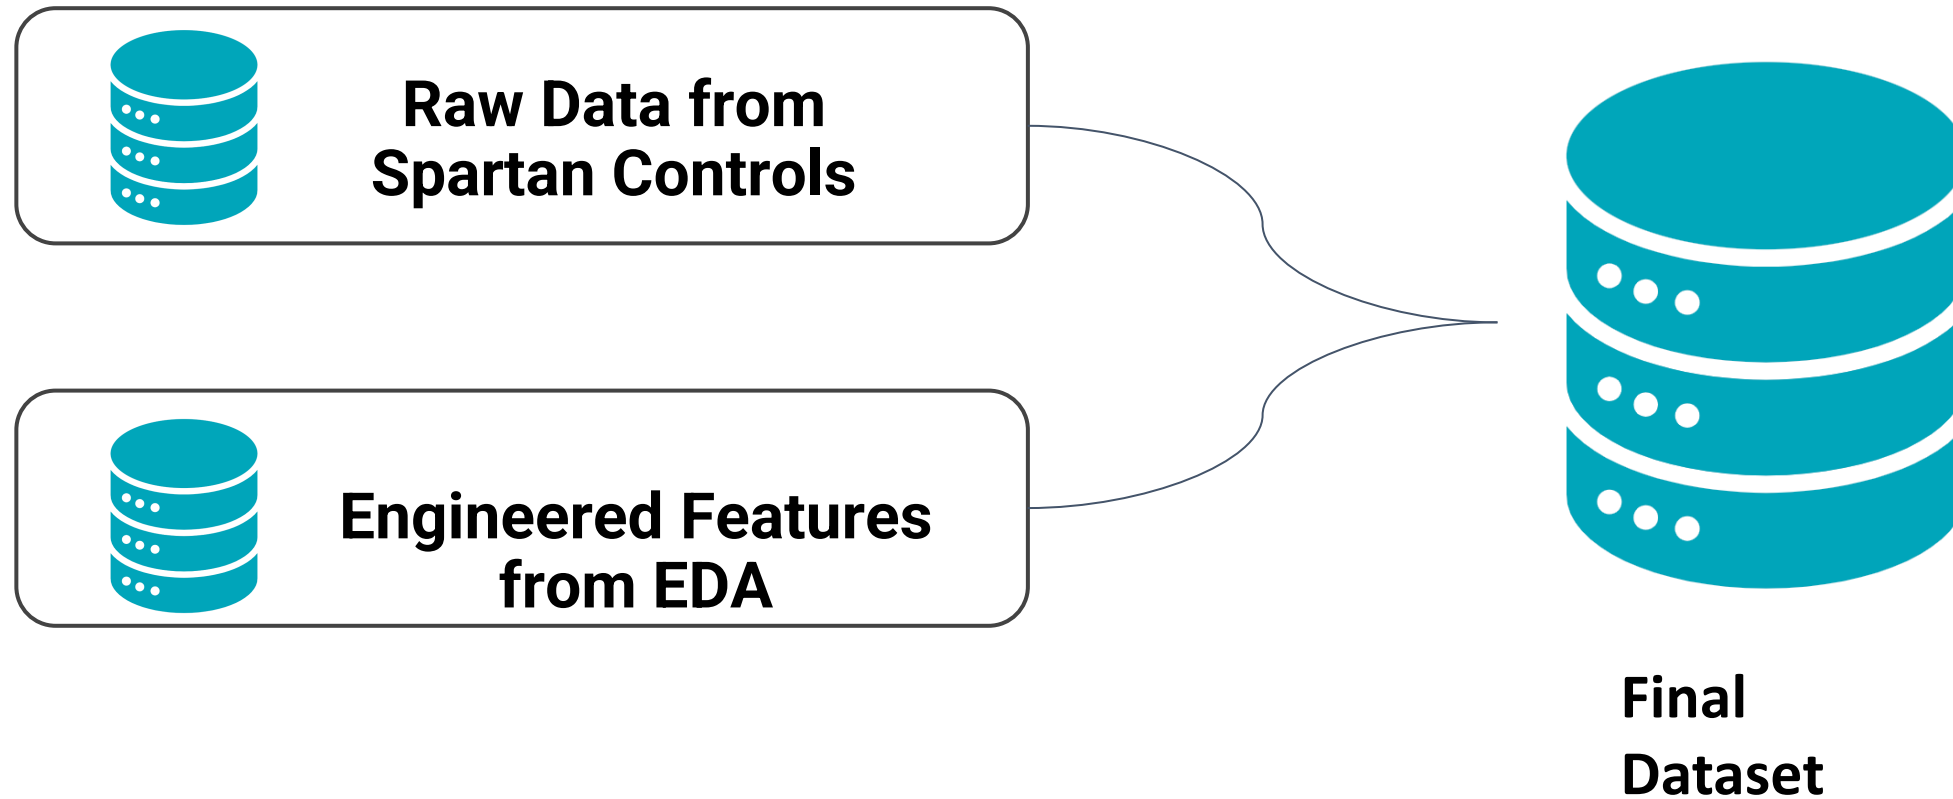 Raw Data from
Spartan Controls
Engineered Features
from EDA
Final
Dataset